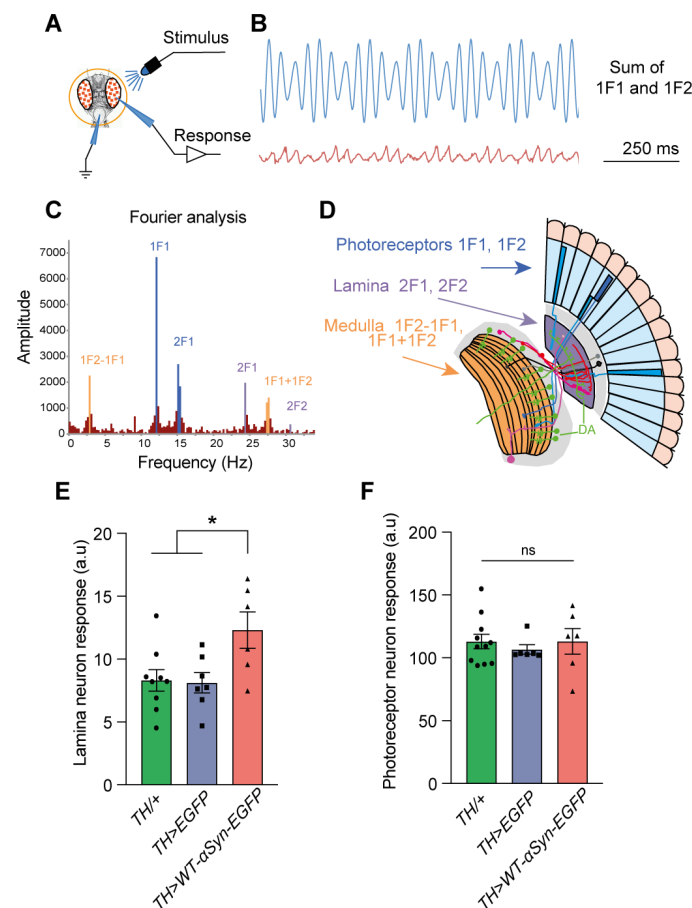 A
Stimulus
Response
B
Sum of
1F1 and 1F2
250 ms
C
Fourier analysis
Amplitude
7000
6000
5000
4000
3000
2000
1000
0
1F1
2F1
1F2-1F1
2F1
1F1+1F2
2F2
0
10
20
30
Frequency (Hz)
D
Photoreceptors 1F1, 1F2
Lamina 2F1, 2F2
Medulla 1F2-1F1,
1F1+1F2
DA
E
Lamina neuron response (a.u)
20
15
10
5
0
*
TH/+
TH>EGFP
TH>WT-αSyn-EGFP
F
Photoreceptor neuron response (a.u)
200
150
100
50
0
ns
TH/+
TH>EGFP
TH>WT-αSyn-EGFP